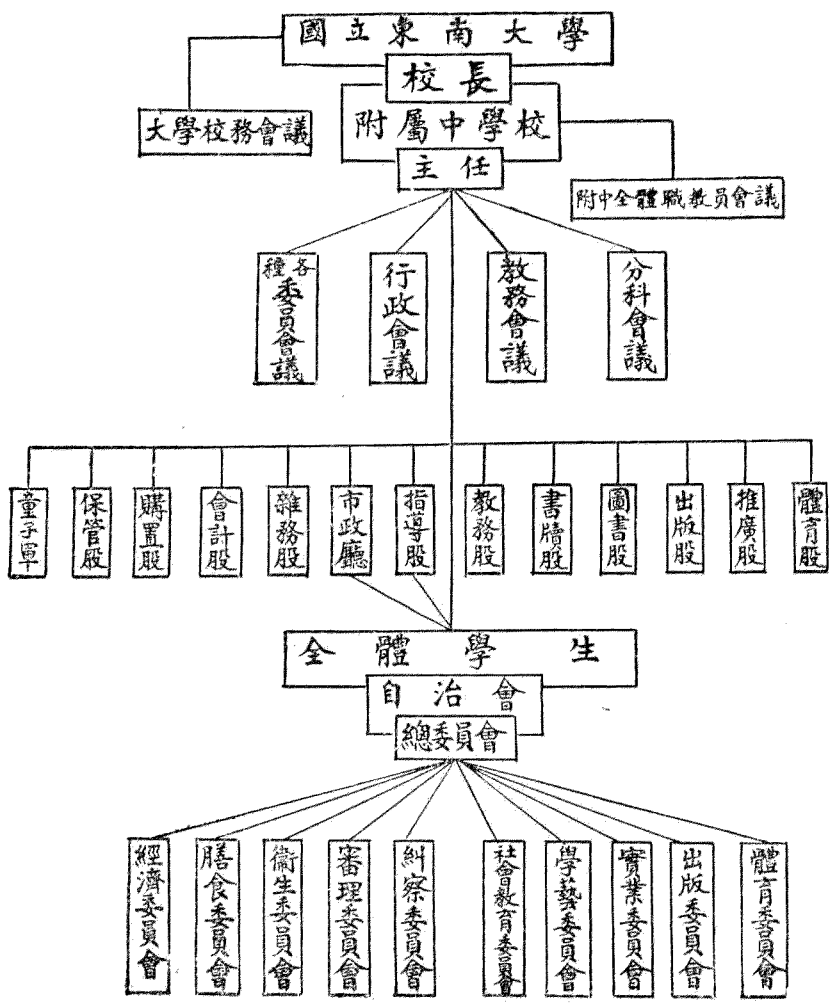 國立東南大學
校長
大學校務會議
附屬中學校
主任
附中全體職教員會議
各種委員會議
行政會議
教務會議
分科會議
童子軍
保管股
購置股
會計股
雜務股
市政廳
指導股
教務股
書牘股
圖書股
出版股
推廣股
體育股
全體學生
自治會
總委員會
經濟委員會
膳食委員會
衞生委員會
審理委員會
糾察委員會
社會教育委員會
學藝委員會
實業委員會
出版委員會
體育委員會